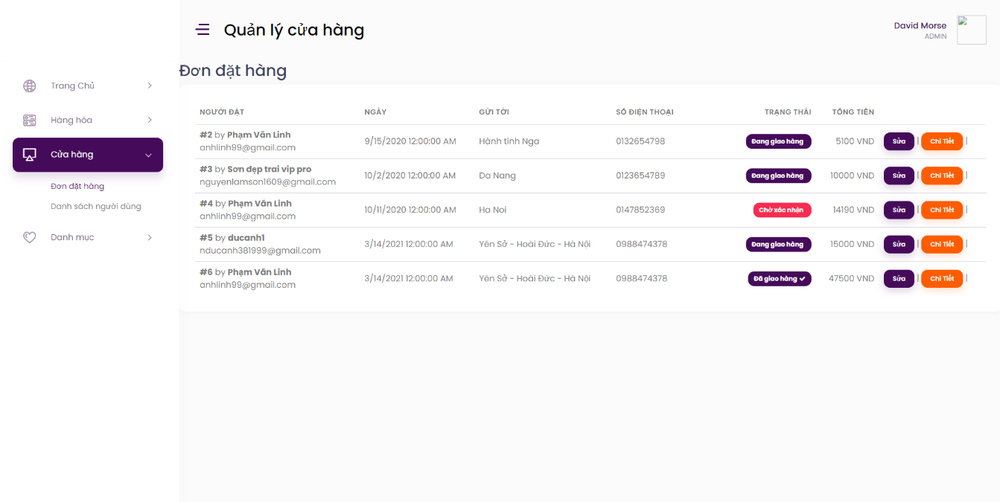 Quản lý cửa hàng
David Morse
ADMIN
Trang Chủ
Hàng hóa
Cửa hàng
Đơn đặt hàng
Danh sách người dùng
Danh mục
Đơn đặt hàng
NGƯỜI ĐẶT NGÀY GỬI TỚI SỐ ĐIỆN THOẠI TRẠNG THÁI TỔNG TIỀN
#2 by Phạm Văn Linh
anhlinh99@gmail.com
9/15/2020 12:00:00 AM Hành tinh Nga 0132654798 Đang giao hàng 5100 VND Sửa | Chi Tiết |
#3 by Sơn đẹp trai vip pro
nguyenlamson1609@gmail.com
10/2/2020 12:00:00 AM Da Nang 0123654789 Đang giao hàng 10000 VND Sửa | Chi Tiết |
#4 by Phạm Văn Linh
anhlinh99@gmail.com
10/11/2020 12:00:00 AM Ha Noi 0147852369 Chờ xác nhận 14190 VND Sửa | Chi Tiết |
#5 by ducanh1
nducanh381999@gmail.com
3/14/2021 12:00:00 AM Yên Sở - Hoài Đức - Hà Nội 0988474378 Đang giao hàng 15000 VND Sửa | Chi Tiết |
#6 by Phạm Văn Linh
anhlinh99@gmail.com
3/14/2021 12:00:00 AM Yên Sở - Hoài Đức - Hà Nội 0988474378 Đã giao hàng ✔ 47500 VND Sửa | Chi Tiết |